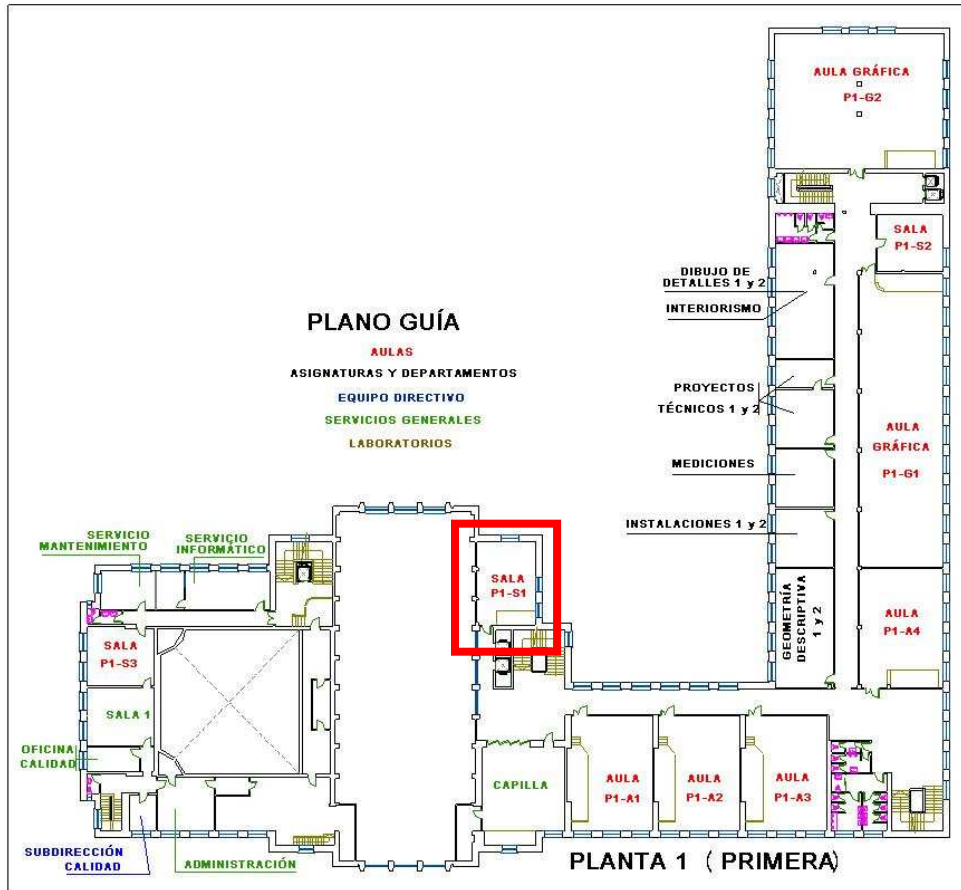 AULA GRÁFICA
P1-G2
SALA
P1-S2
DIBUJO DE
DETALLES 1 y 2
INTERIORISMO
PLANO GUÍA
AULAS
ASIGNATURAS Y DEPARTAMENTOS
EQUIPO DIRECTIVO
SERVICIOS GENERALES
LABORATORIOS
PROYECTOS
TÉCNICOS 1 y 2
AULA
GRÁFICA
P1-G1
MEDICIONES
INSTALACIONES 1 y 2
SERVICIO
MANTENIMIENTO
SERVICIO
INFORMÁTICO
SALA
P1-S1
GEOMETRÍA
DESCRIPTIVA
1 y 2
AULA
P1-A4
SALA
P1-S3
SALA 1
OFICINA
CALIDAD
CAPILLA
AULA
P1-A1
AULA
P1-A2
AULA
P1-A3
SUBDIRECCIÓN
CALIDAD
ADMINISTRACIÓN
PLANTA 1 ( PRIMERA)